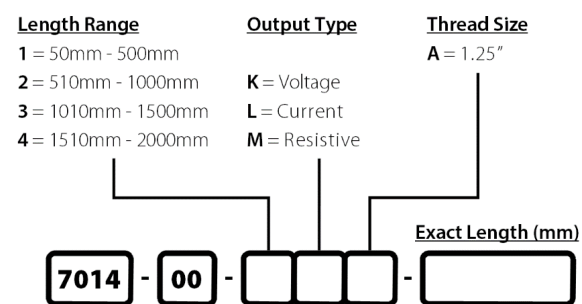 Length Range
1 = 50mm - 500mm
2 = 510mm - 1000mm
3 = 1010mm - 1500mm
4 = 1510mm - 2000mm
Output Type
K = Voltage
L = Current
M = Resistive
Thread Size
A = 1.25"
Exact Length (mm)
7014 - 00 - -